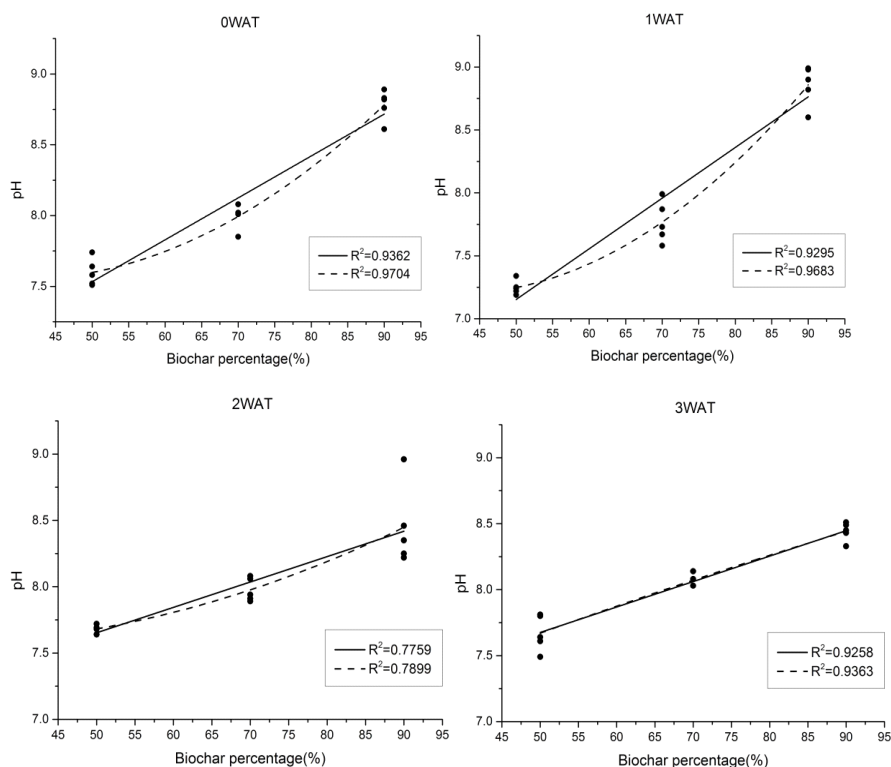 0WAT
9.0
8.5
8.0
7.5
pH
45 50 55 60 65 70 75 80 85 90 95
Biochar percentage(%)
R²=0.9362
R²=0.9704
1WAT
9.0
8.5
8.0
7.5
7.0
pH
45 50 55 60 65 70 75 80 85 90 95
Biochar percentage(%)
R²=0.9295
R²=0.9683
2WAT
9.0
8.5
8.0
7.5
7.0
pH
45 50 55 60 65 70 75 80 85 90 95
Biochar percentage(%)
R²=0.7759
R²=0.7899
3WAT
9.0
8.5
8.0
7.5
7.0
pH
45 50 55 60 65 70 75 80 85 90 95
Biochar percentage(%)
R²=0.9258
R²=0.9363